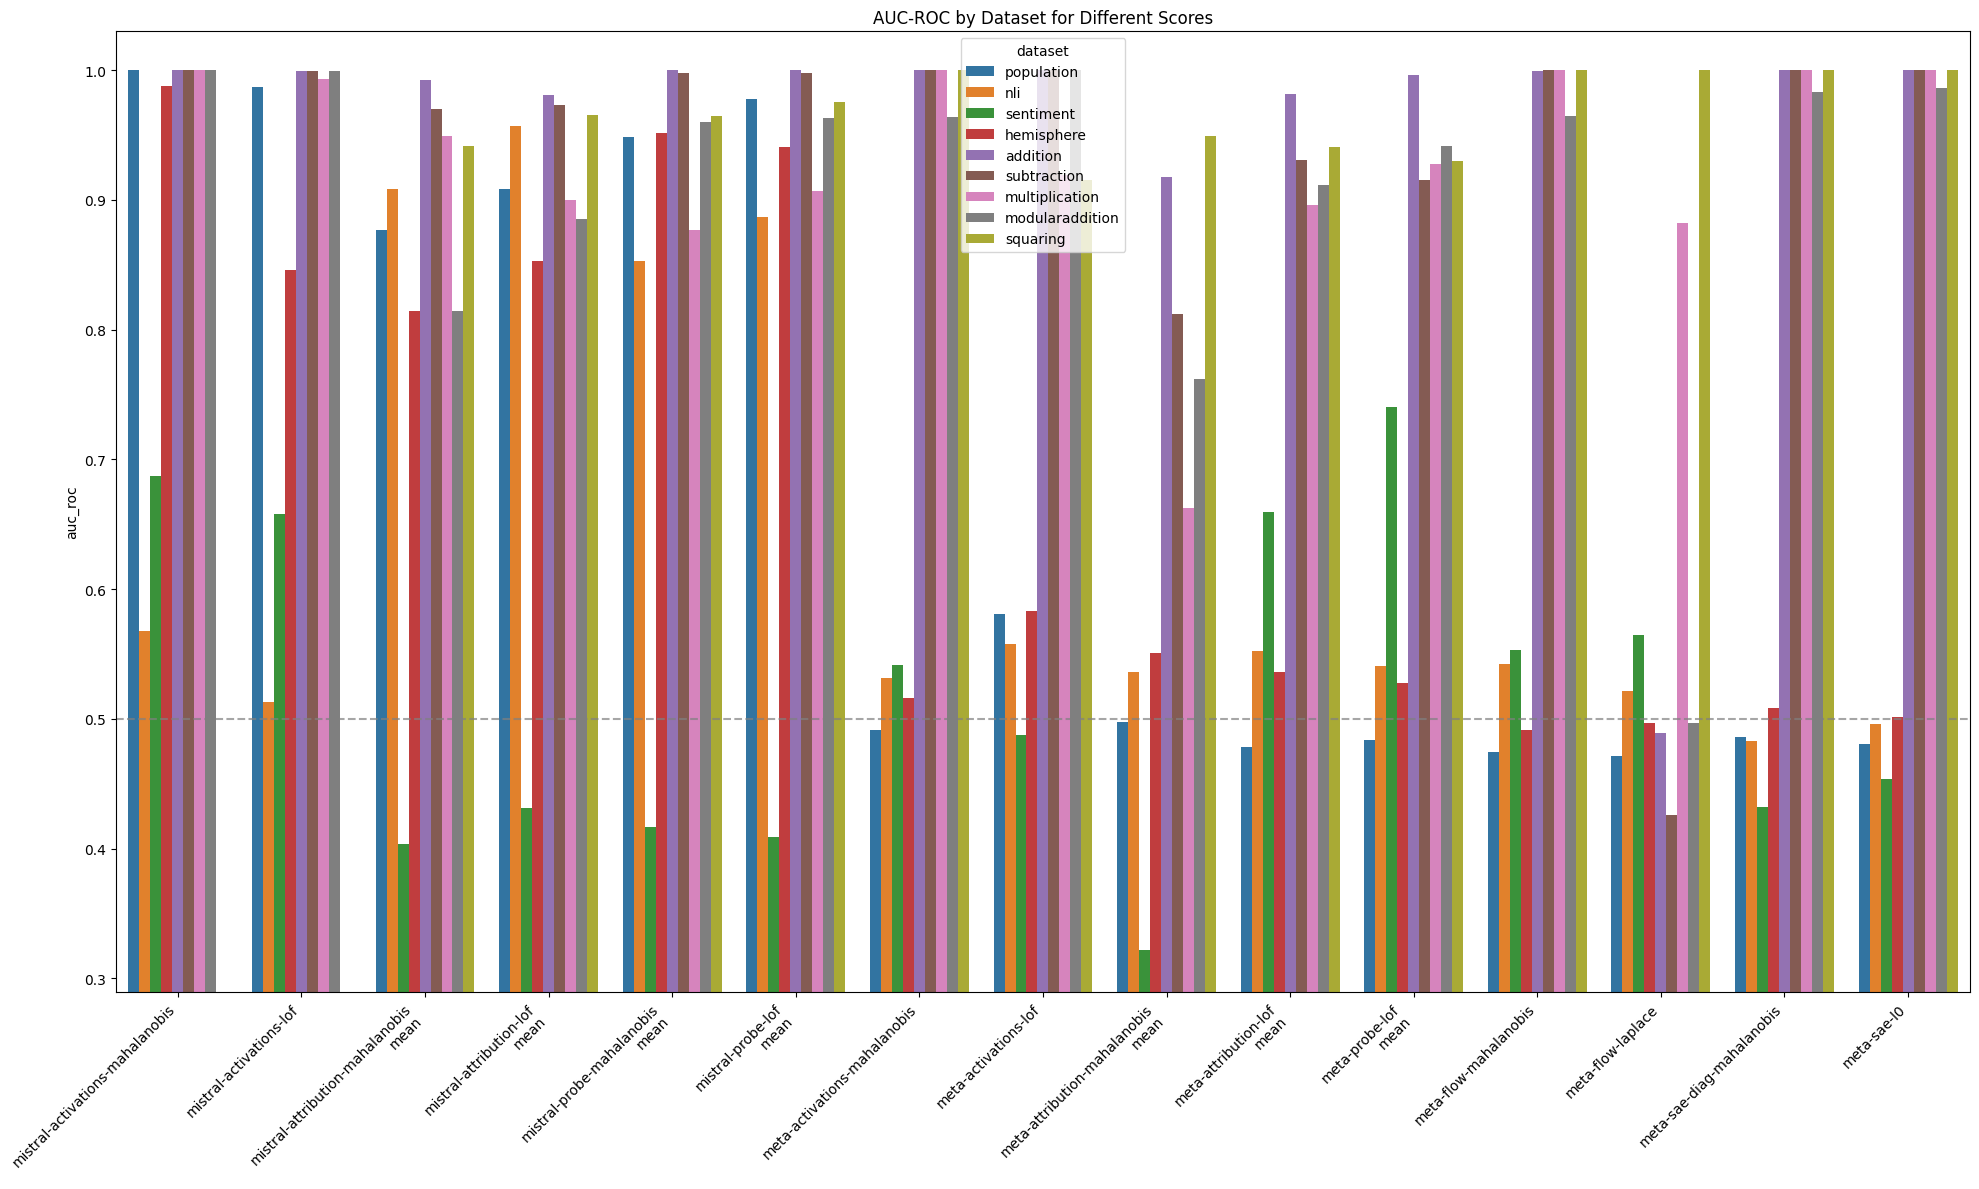 AUC-ROC by Dataset for Different Scores
dataset
population
nli
sentiment
hemisphere
addition
subtraction
multiplication
modularaddition
squaring
auc_roc
1.0
0.9
0.8
0.7
0.6
0.5
0.4
0.3
mistral-activations-mahalanobis
mistral-activations-lof
mistral-attribution-mahalanobis
mean
mistral-attribution-lof
mean
mistral-probe-mahalanobis
mean
mistral-probe-lof
mean
meta-activations-mahalanobis
meta-activations-lof
meta-attribution-mahalanobis
mean
meta-attribution-lof
mean
meta-probe-lof
mean
meta-flow-mahalanobis
meta-flow-laplace
meta-sae-diag-mahalanobis
meta-sae-l0